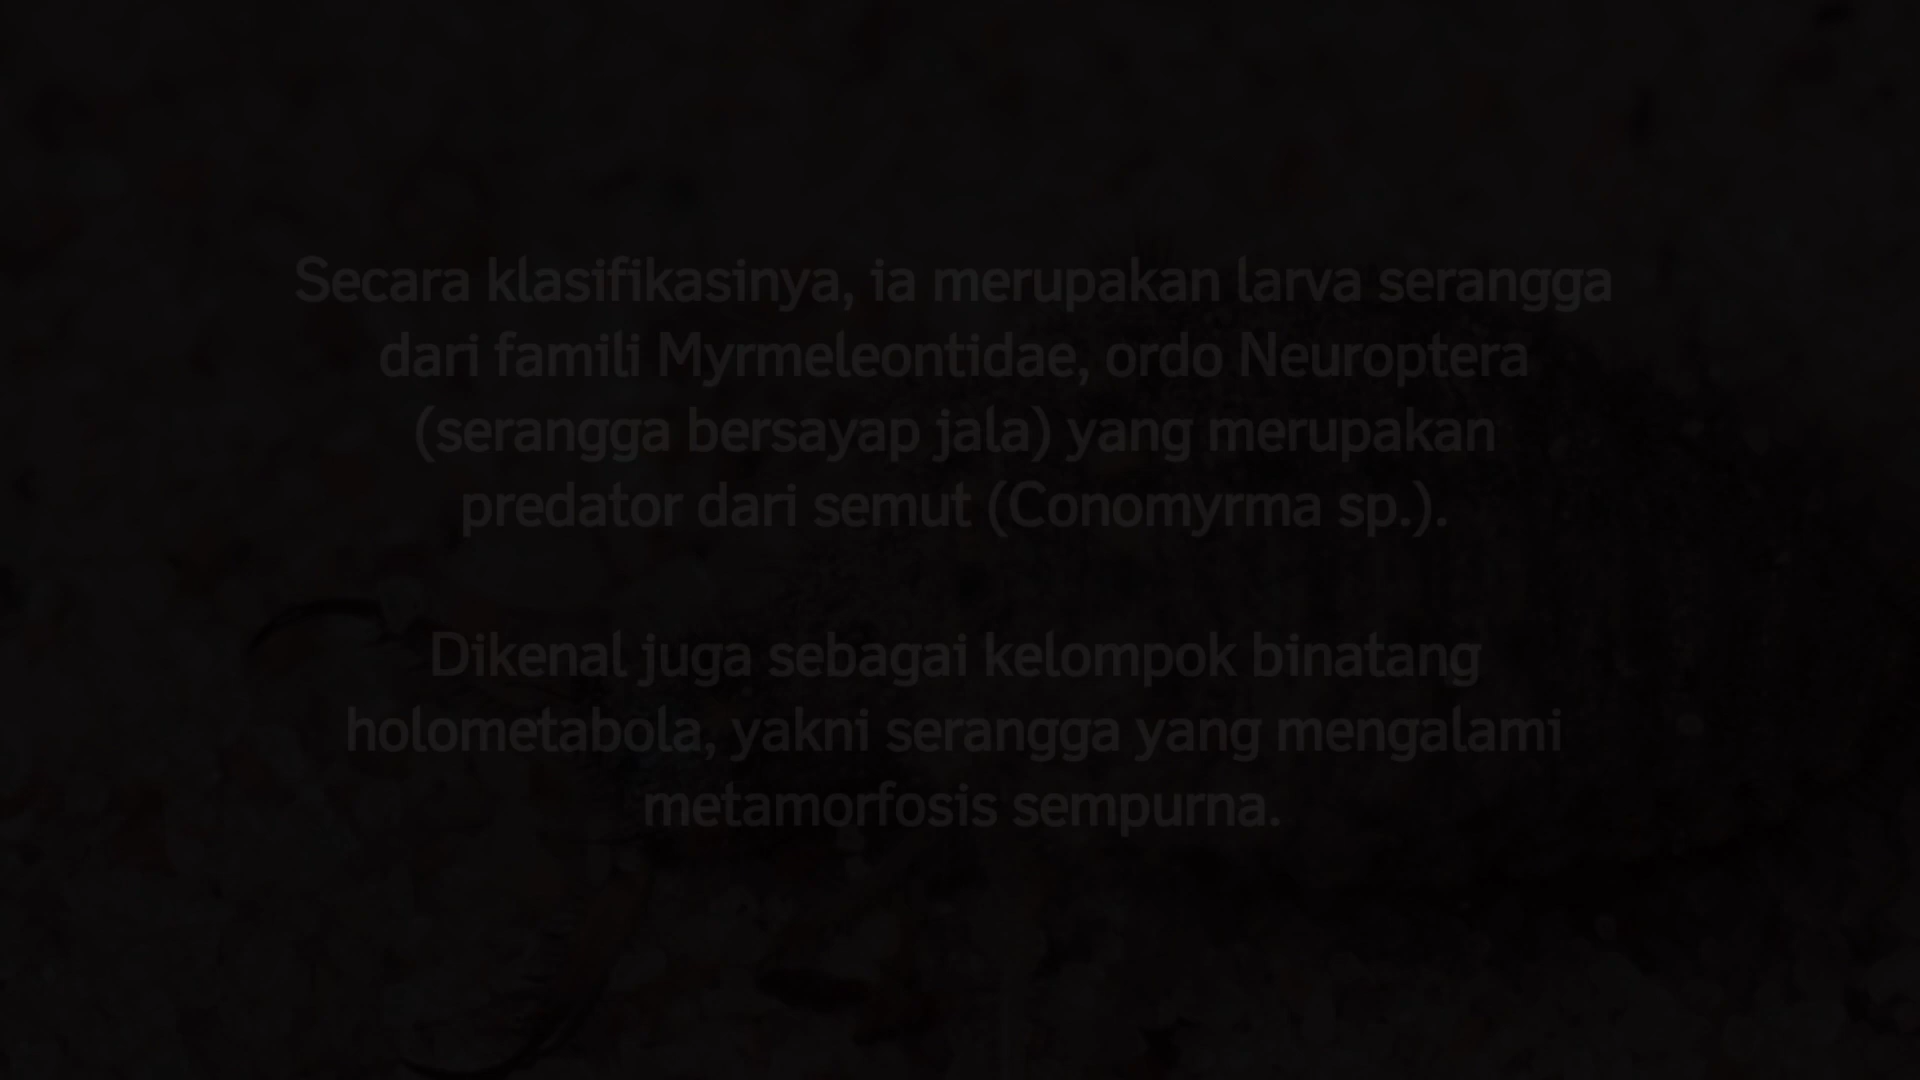 Secara klasifikasinya, ia merupakan larva serangga
dari famili Myrmeleontidae, ordo Neuroptera
(serangga bersayap jala) yang merupakan
predator dari semut (Conomyrma sp.).
Dikenal juga sebagai kelompok binatang
holometabola, yakni serangga yang mengalami
metamorfosis sempurna.